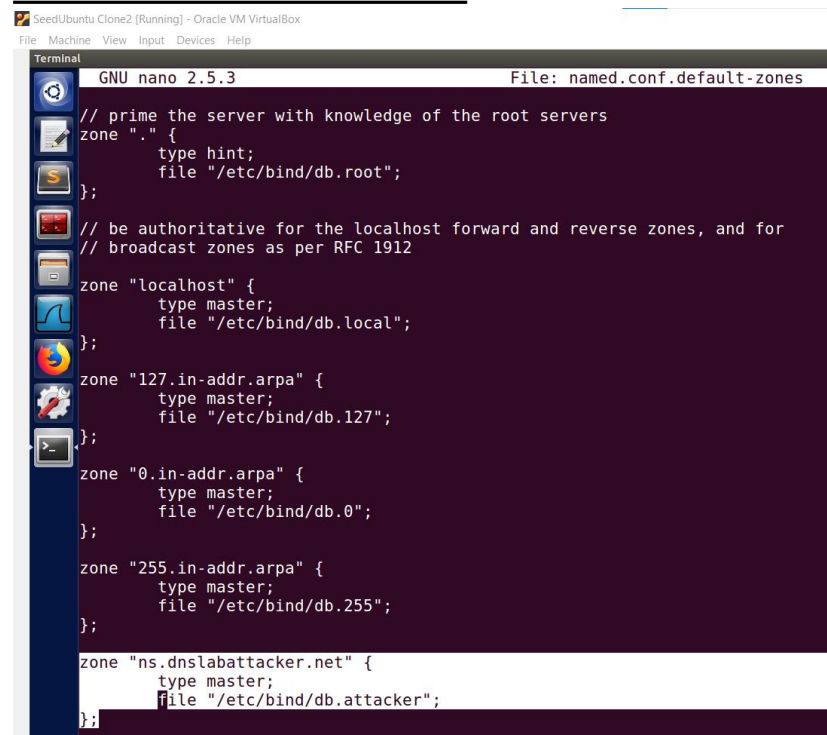 SeedUbuntu Clone2 [Running] - Oracle VM VirtualBox
File Machine View Input Devices Help
Terminal
GNU nano 2.5.3 File: named.conf.default-zones
// prime the server with knowledge of the root servers
zone "." {
type hint;
file "/etc/bind/db.root";
};
// be authoritative for the localhost forward and reverse zones, and for
// broadcast zones as per RFC 1912
zone "localhost" {
type master;
file "/etc/bind/db.local";
};
zone "127.in-addr.arpa" {
type master;
file "/etc/bind/db.127";
};
zone "0.in-addr.arpa" {
type master;
file "/etc/bind/db.0";
};
zone "255.in-addr.arpa" {
type master;
file "/etc/bind/db.255";
};
zone "ns.dnslabattacker.net" {
type master;
file "/etc/bind/db.attacker";
};